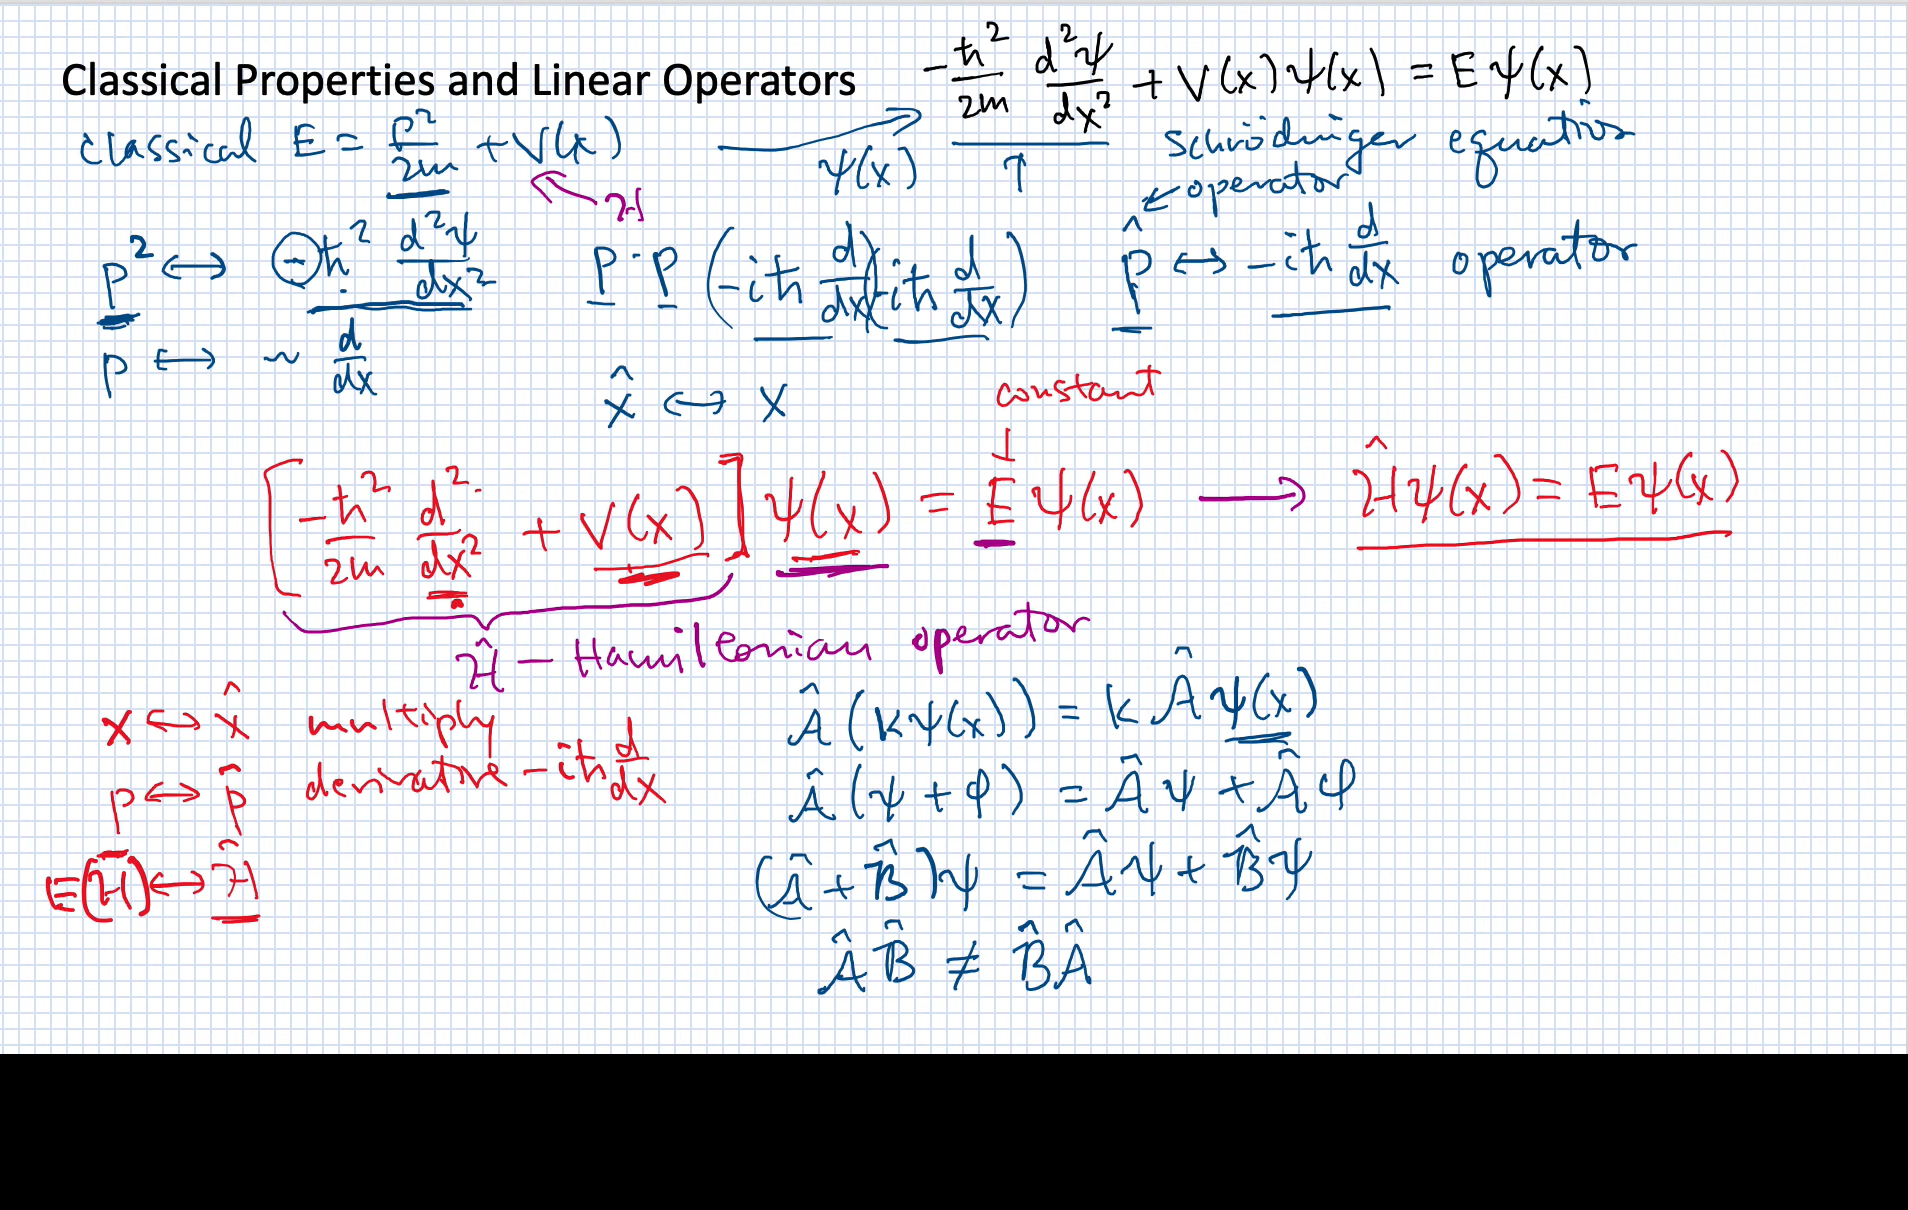 Classical Properties and Linear Operators
-ħ²/2m d²ψ/dx² + V(x)ψ(x) = Eψ(x)
classical E = P²/2m + V(x) → ψ(x) ↑ Schrödinger equation
H ← operator
P² ↔ -ħ² d²ψ/dx² P·P (-iħ d/dx)(-iħ d/dx) p̂ ↔ -iħ d/dx operator
p ↔ ~ d/dx
x̂ ↔ x constant ↓
[-ħ²/2m d²/dx² + V(x)] ψ(x) = Eψ(x) → Ĥψ(x) = Eψ(x)
Ĥ – Hamiltonian operator
x ↔ x̂ multiply
p ↔ p̂ derivative -iħ d/dx
E(H) ↔ Ĥ
Â(kψ(x)) = kÂψ(x)
Â(ψ + φ) = Âψ + Âφ
(Â + B̂)ψ = Âψ + B̂ψ
ÂB̂ ≠ B̂Â